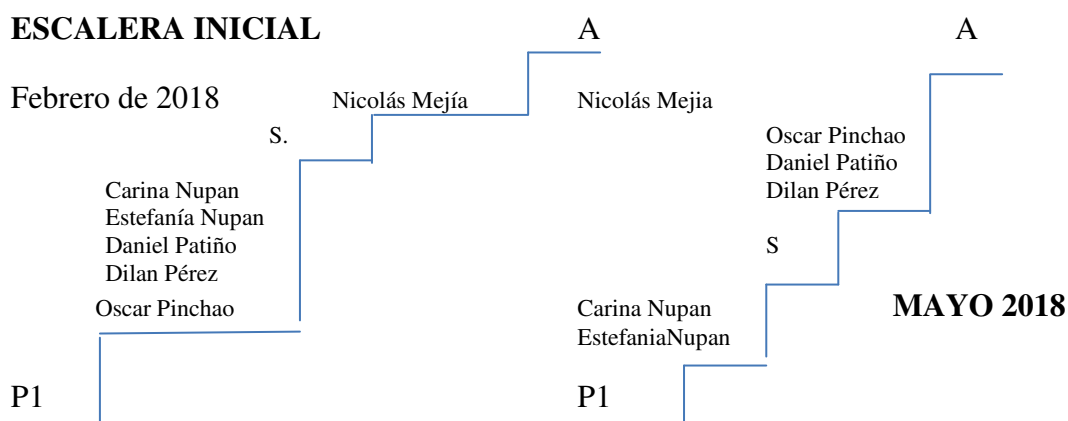 ESCALERA INICIAL
A
Febrero de 2018
Nicolás Mejía
S.
Carina Nupan
Estefanía Nupan
Daniel Patiño
Dilan Pérez
Oscar Pinchao
P1
A
Nicolás Mejia
Oscar Pinchao
Daniel Patiño
Dilan Pérez
S
Carina Nupan
EstefaniaNupan
MAYO 2018
P1